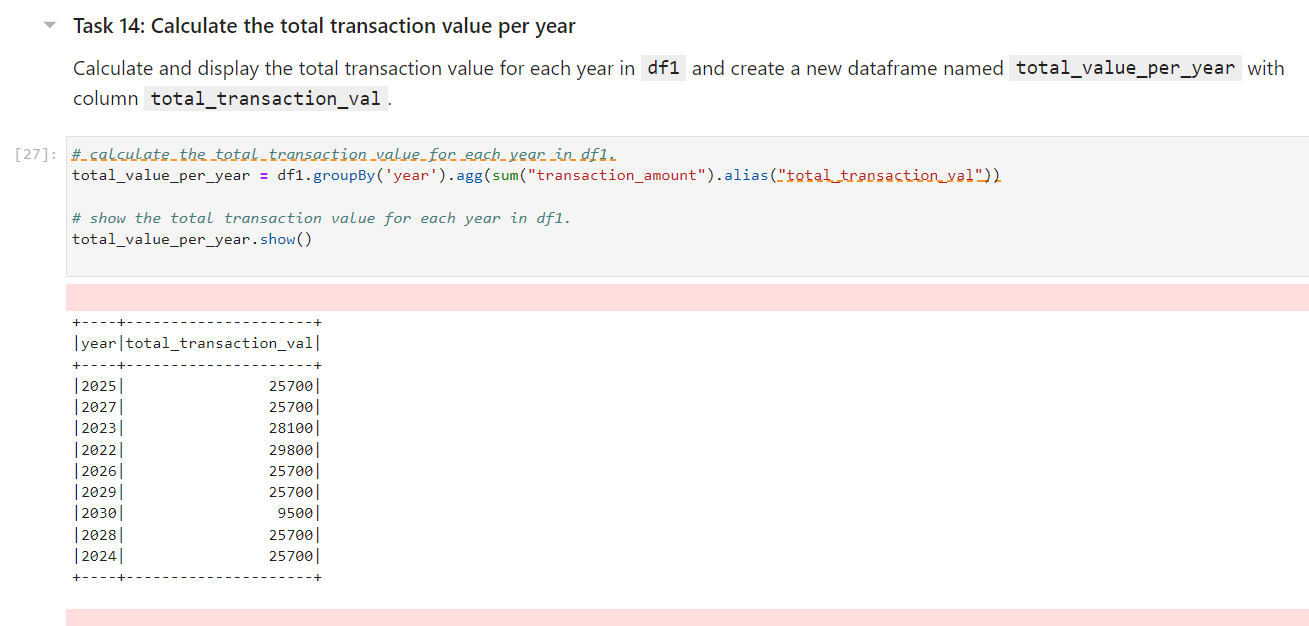 Task 14: Calculate the total transaction value per year
Calculate and display the total transaction value for each year in df1 and create a new dataframe named total_value_per_year with
column total_transaction_val.
[27]: # calculate the total transaction value for each year in df1.
total_value_per_year = df1.groupBy('year').agg(sum("transaction_amount").alias("total_transaction_val"))
# show the total transaction value for each year in df1.
total_value_per_year.show()
+----+---------------------+
|year|total_transaction_val|
+----+---------------------+
|2025|                25700|
|2027|                25700|
|2023|                28100|
|2022|                29800|
|2026|                25700|
|2029|                25700|
|2030|                 9500|
|2028|                25700|
|2024|                25700|
+----+---------------------+